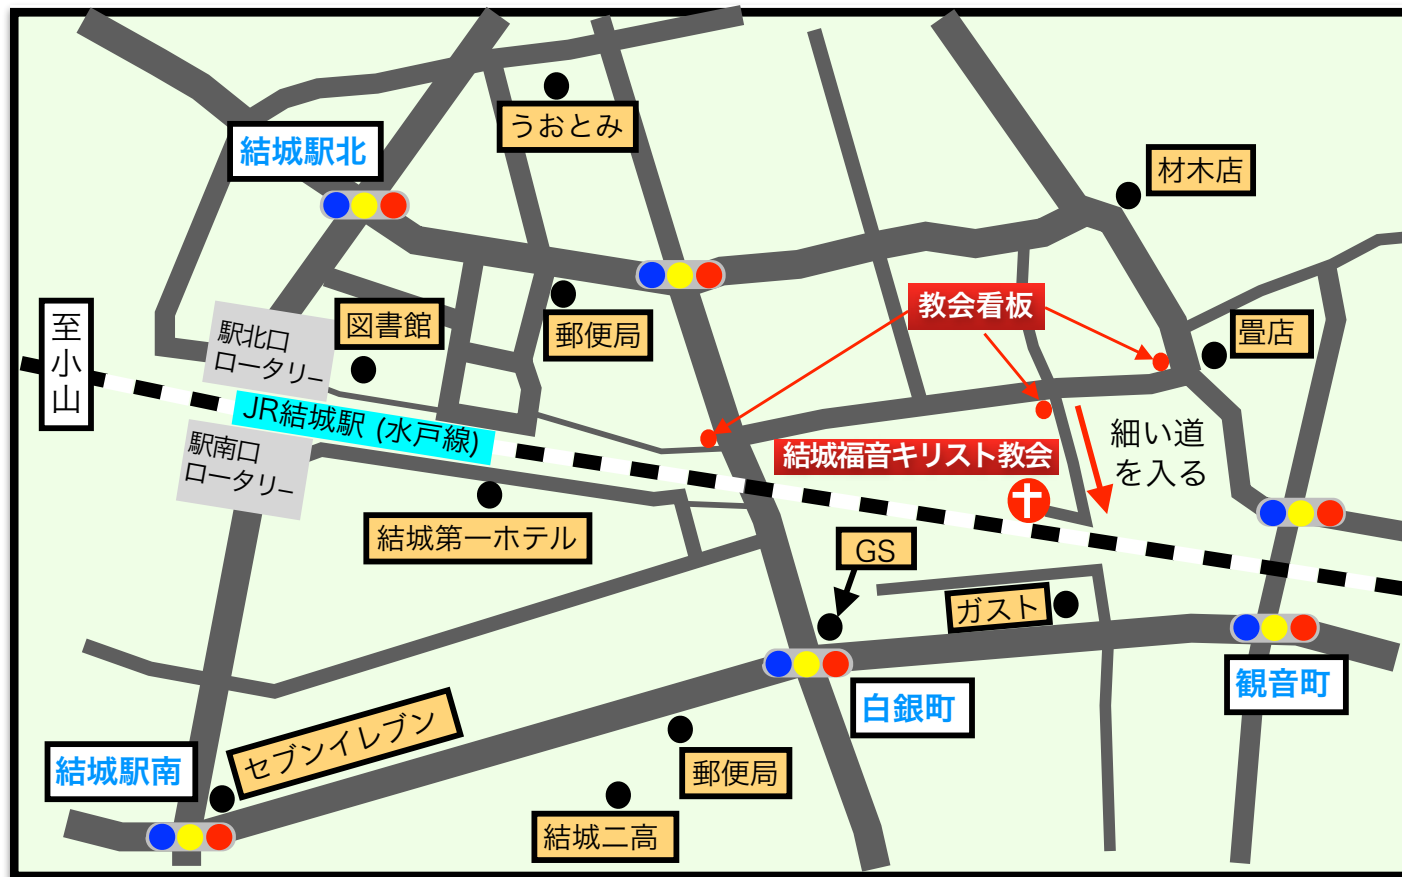 うおとみ
結城駅北
材木店
至小山
駅北口
ロータリー
図書館
郵便局
教会看板
畳店
JR結城駅 (水戸線)
駅南口
ロータリー
結城福音キリスト教会
細い道
を入る
結城第一ホテル
GS
ガスト
観音町
白銀町
セブンイレブン
結城駅南
郵便局
結城二高